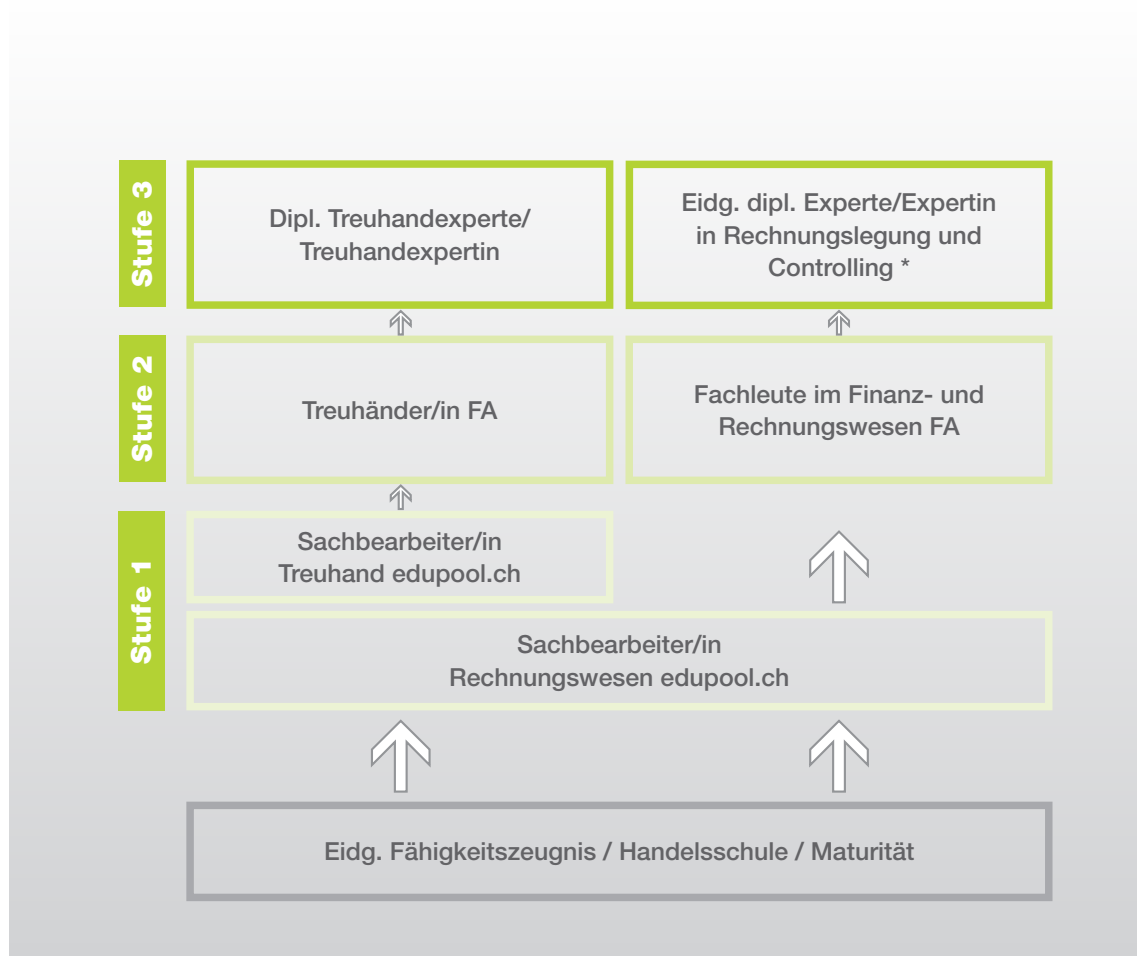 Stufe 3
Dipl. Treuhandexperte/
Treuhandexpertin
Eidg. dipl. Experte/Expertin
in Rechnungslegung und
Controlling *
Stufe 2
Treuhänder/in FA
Fachleute im Finanz- und
Rechnungswesen FA
Stufe 1
Sachbearbeiter/in
Treuhand edupool.ch
Sachbearbeiter/in
Rechnungswesen edupool.ch
Eidg. Fähigkeitszeugnis / Handelsschule / Maturität